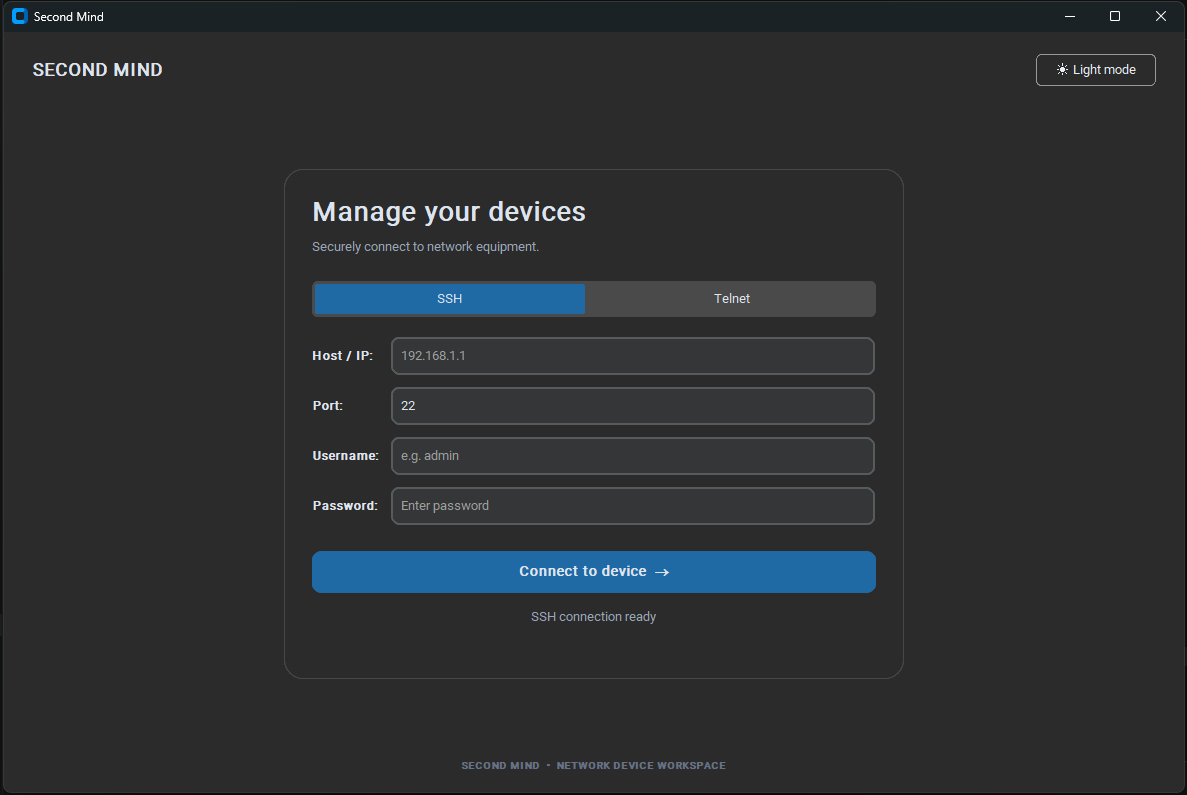 Second Mind
SECOND MIND
☀ Light mode
Manage your devices
Securely connect to network equipment.
SSH Telnet
Host / IP: 192.168.1.1
Port: 22
Username: e.g. admin
Password: Enter password
Connect to device →
SSH connection ready
SECOND MIND • NETWORK DEVICE WORKSPACE